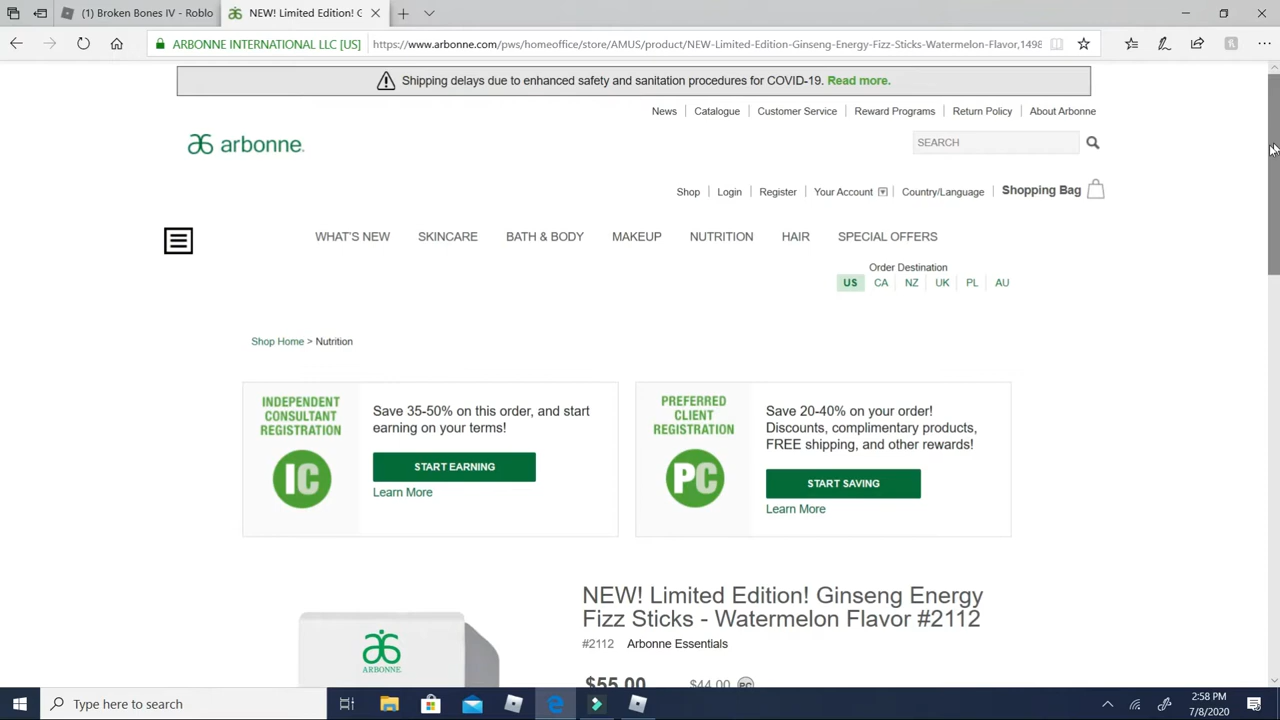 (1) Broken Bones IV - Roblo
NEW! Limited Edition! G
ARBONNE INTERNATIONAL LLC [US]
https://www.arbonne.com/pws/homeoffice/store/AMUS/product/NEW-Limited-Edition-Ginseng-Energy-Fizz-Sticks-Watermelon-Flavor,1498
Shipping delays due to enhanced safety and sanitation procedures for COVID-19. Read more.
News Catalogue Customer Service Reward Programs Return Policy About Arbonne
arbonne.
SEARCH
Shop Login Register Your Account Country/Language Shopping Bag
WHAT'S NEW SKINCARE BATH & BODY MAKEUP NUTRITION HAIR SPECIAL OFFERS
Order Destination
US CA NZ UK PL AU
Shop Home > Nutrition
INDEPENDENT
CONSULTANT
REGISTRATION
IC
Save 35-50% on this order, and start
earning on your terms!
START EARNING
Learn More
PREFERRED
CLIENT
REGISTRATION
PC
Save 20-40% on your order!
Discounts, complimentary products,
FREE shipping, and other rewards!
START SAVING
Learn More
ARBONNE
NEW! Limited Edition! Ginseng Energy
Fizz Sticks - Watermelon Flavor #2112
#2112 Arbonne Essentials
$55.00 $44.00 PC
Type here to search
2:58 PM
7/8/2020